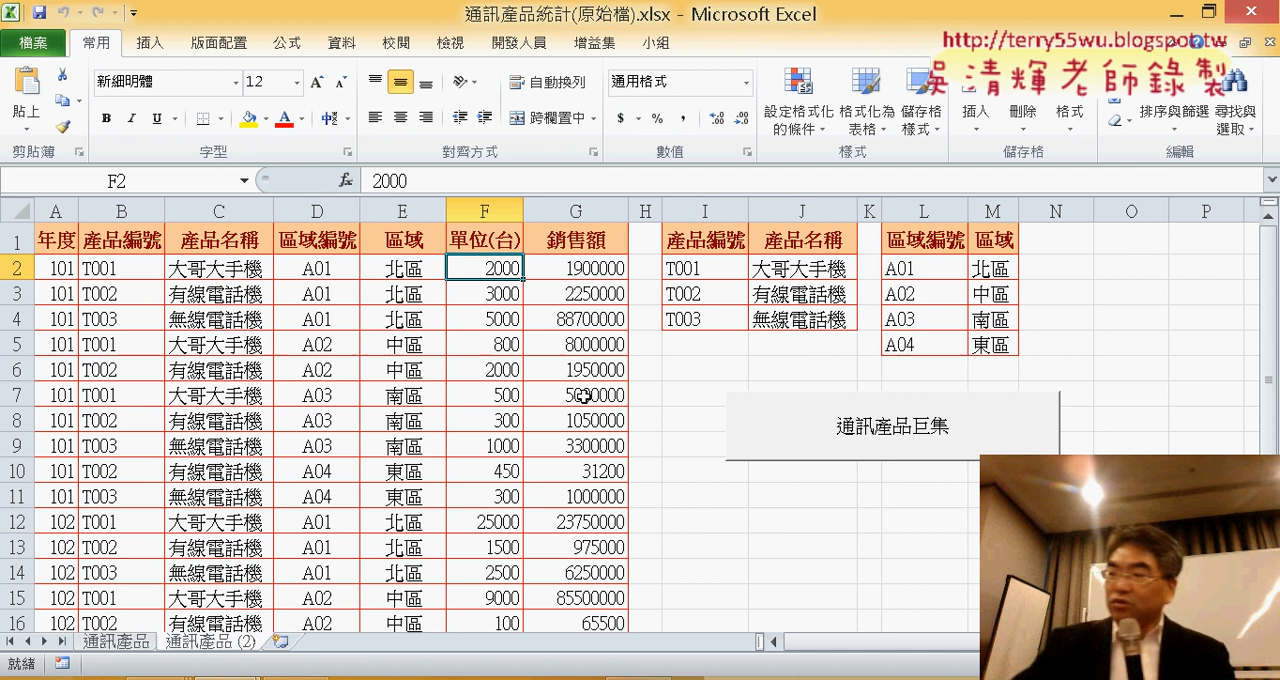 通訊產品統計(原始檔).xlsx - Microsoft Excel
http://terry55wu.blogspot.tw
吳清輝老師錄製
檔案 常用 插入 版面配置 公式 資料 校閱 檢視 開發人員 增益集 小組
貼上 新細明體 12 自動換列 通用格式 設定格式化的條件 格式化為表格 儲存格樣式 插入 刪除 格式 排序與篩選 尋找與選取
B I U 中 跨欄置中 $ % ,
剪貼簿 字型 對齊方式 數值 樣式 儲存格 編輯
F2 fx 2000
A B C D E F G H I J K L M N O P
1 年度 產品編號 產品名稱 區域編號 區域 單位(台) 銷售額 產品編號 產品名稱 區域編號 區域
2 101 T001 大哥大手機 A01 北區 2000 1900000 T001 大哥大手機 A01 北區
3 101 T002 有線電話機 A01 北區 3000 2250000 T002 有線電話機 A02 中區
4 101 T003 無線電話機 A01 北區 5000 88700000 T003 無線電話機 A03 南區
5 101 T001 大哥大手機 A02 中區 800 8000000 A04 東區
6 101 T002 有線電話機 A02 中區 2000 1950000
7 101 T001 大哥大手機 A03 南區 500
8 101 T002 有線電話機 A03 南區 300 1050000
通訊產品巨集
9 101 T003 無線電話機 A03 南區 1000 3300000
10 101 T002 有線電話機 A04 東區 450 31200
11 101 T003 無線電話機 A04 東區 300 1000000
12 102 T001 大哥大手機 A01 北區 25000 23750000
13 102 T002 有線電話機 A01 北區 1500 975000
14 102 T003 無線電話機 A01 北區 2500 6250000
15 102 T001 大哥大手機 A02 中區 9000 85500000
16 102 T002 有線電話機 A02 中區 100 65500
通訊產品 通訊產品 (2)
就緒